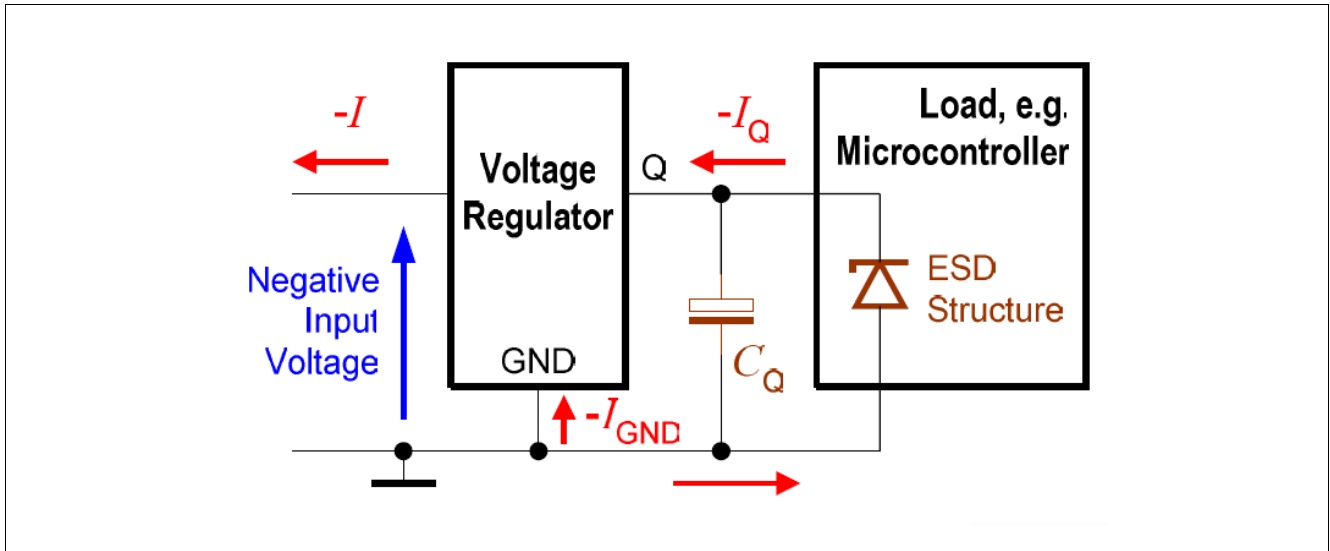 -I
Voltage
Regulator
Q
-IQ
Load, e.g.
Microcontroller
Negative
Input
Voltage
GND
-IGND
CQ
ESD
Structure